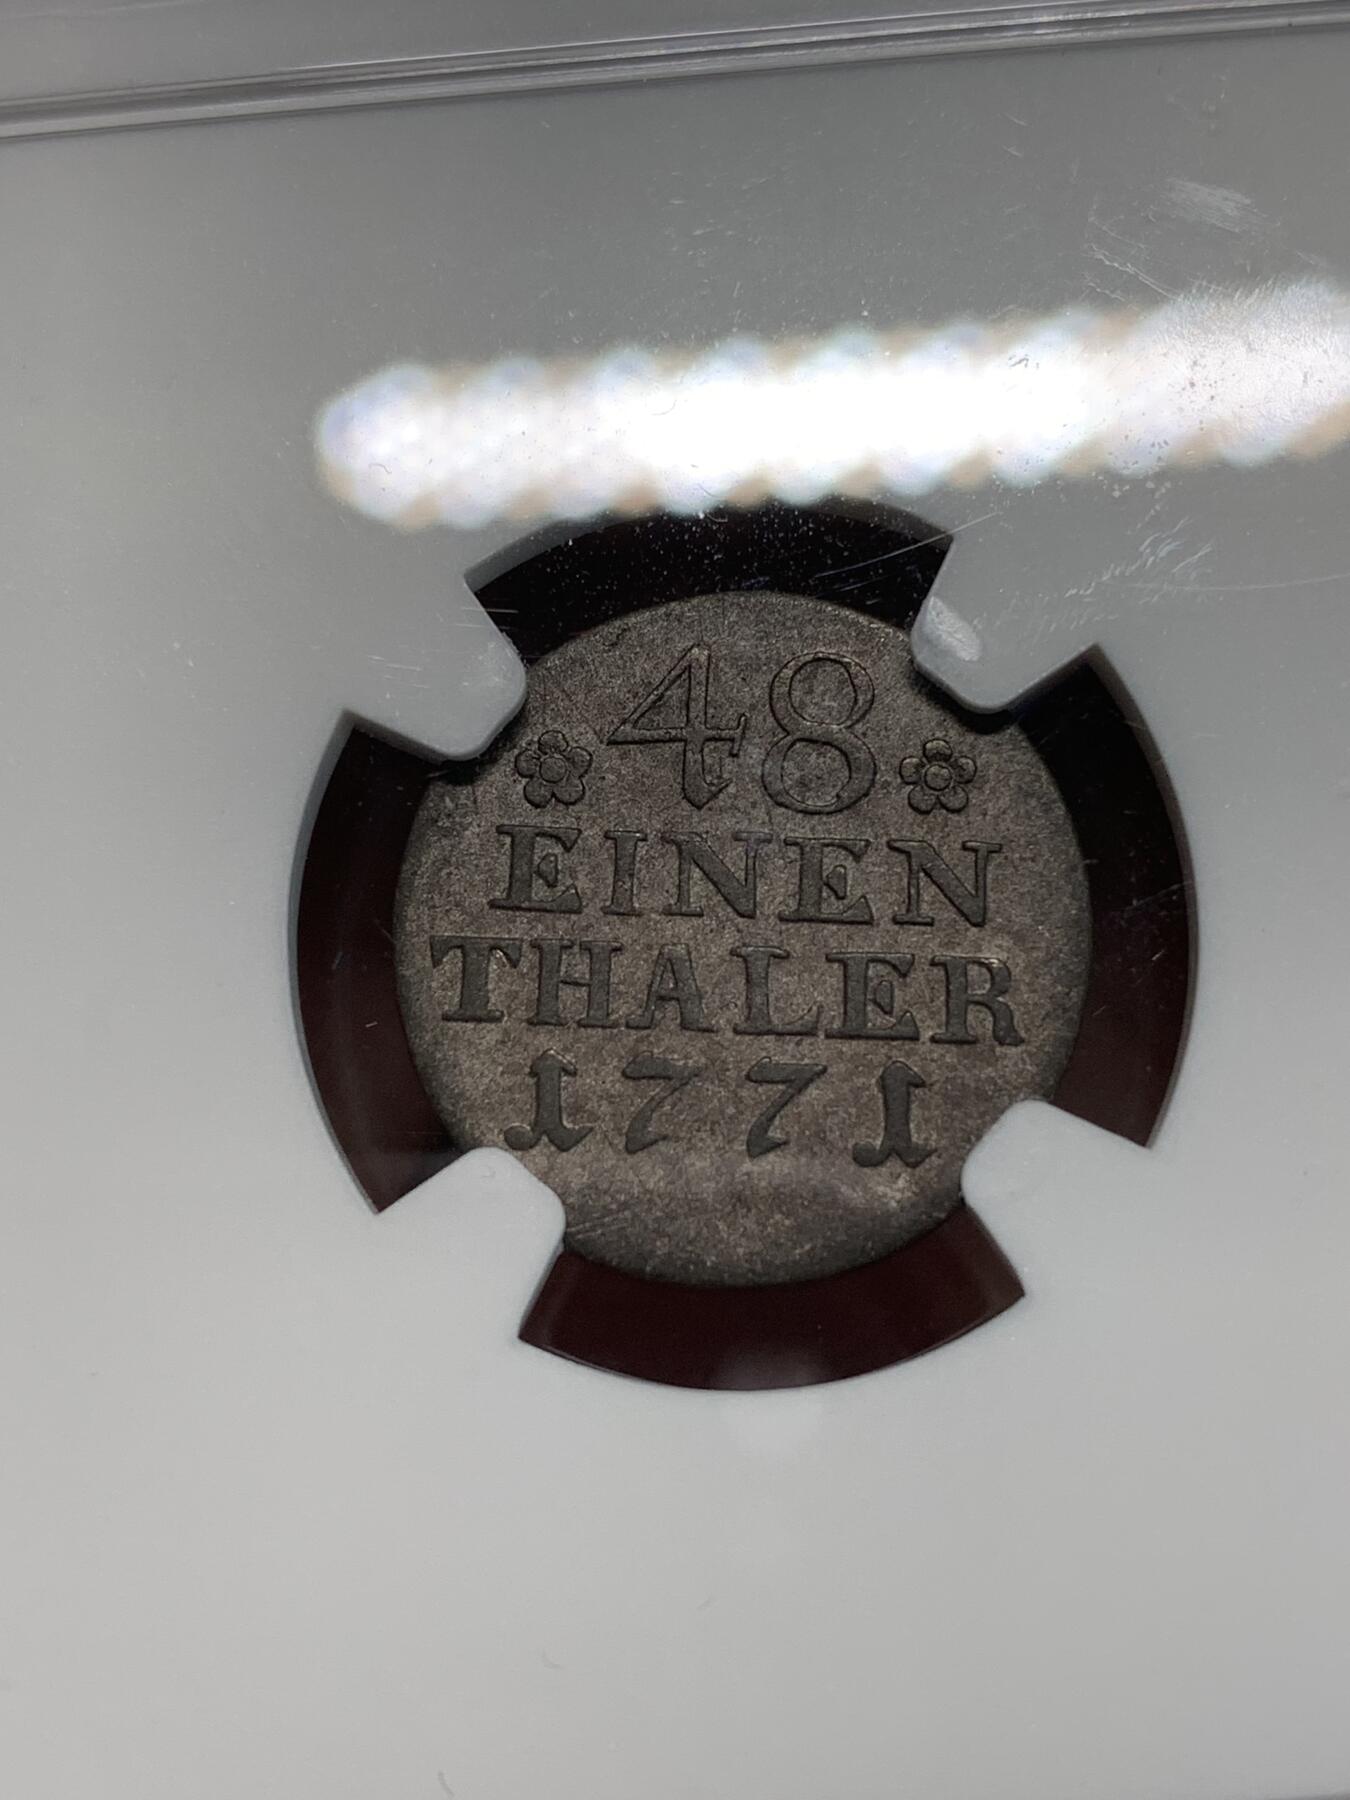 48
EINEN
THALER
1771